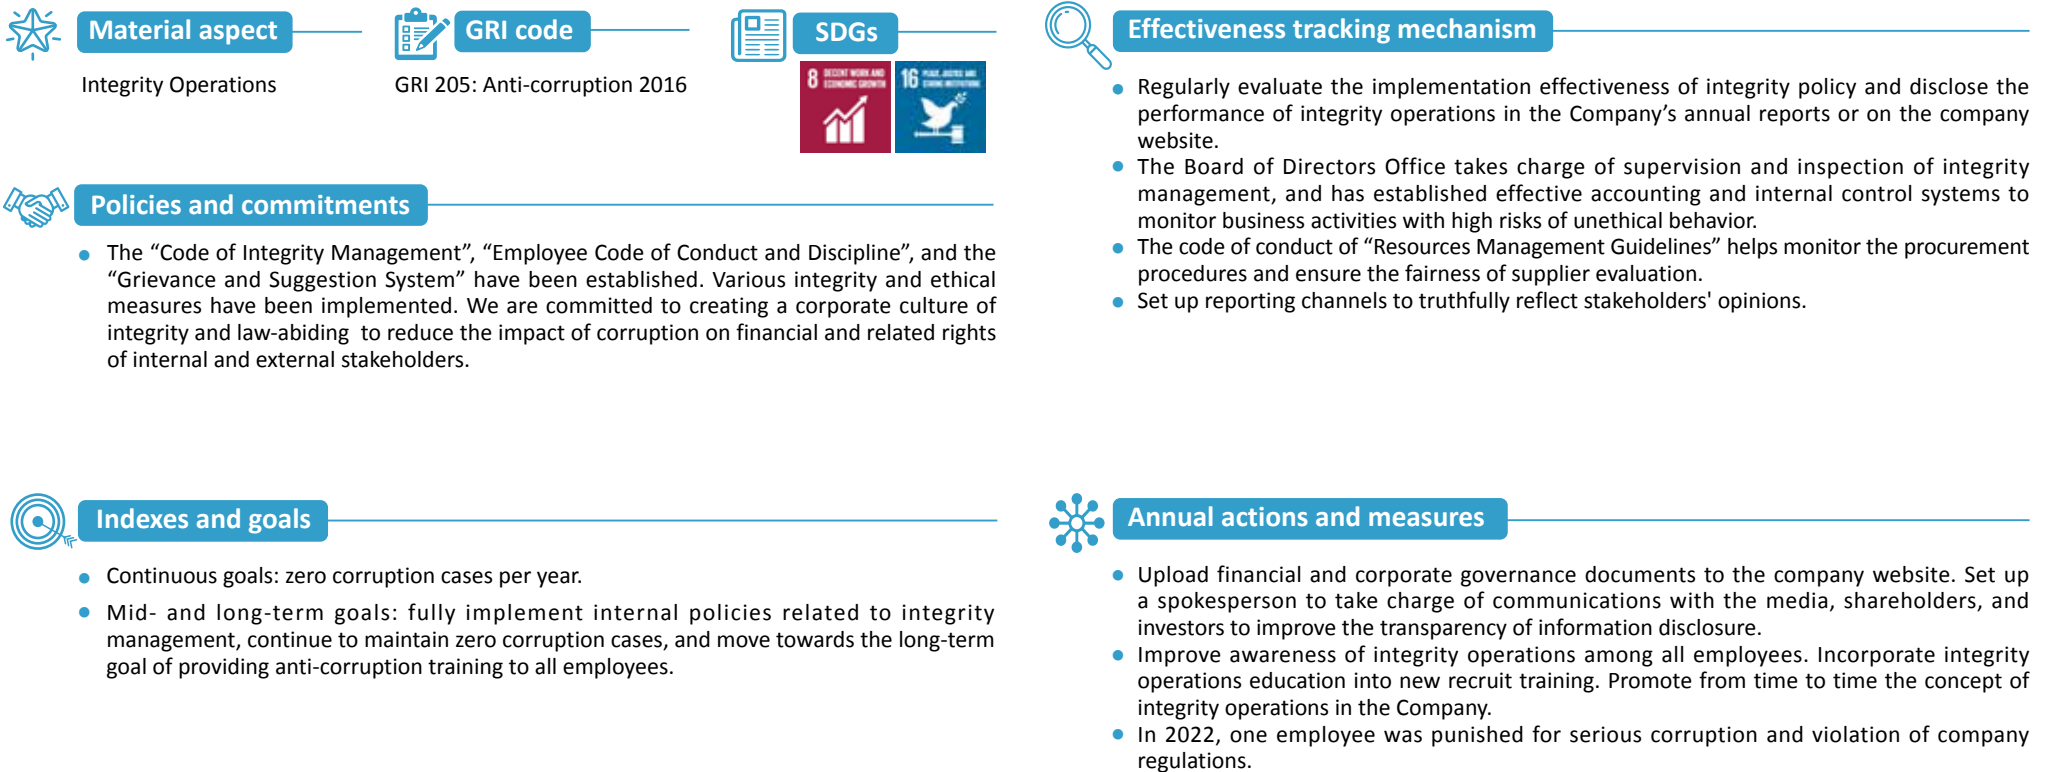 Material aspect
Integrity Operations
GRI code
GRI 205: Anti-corruption 2016
SDGs
8 DECENT WORK AND
ECONOMIC GROWTH
16 PEACE, JUSTICE AND
STRONG INSTITUTIONS
Policies and commitments
The “Code of Integrity Management”, “Employee Code of Conduct and Discipline”, and the
“Grievance and Suggestion System” have been established. Various integrity and ethical
measures have been implemented. We are committed to creating a corporate culture of
integrity and law-abiding  to reduce the impact of corruption on financial and related rights
of internal and external stakeholders.
Indexes and goals
Continuous goals: zero corruption cases per year.
Mid- and long-term goals: fully implement internal policies related to integrity
management, continue to maintain zero corruption cases, and move towards the long-term
goal of providing anti-corruption training to all employees.
Effectiveness tracking mechanism
Regularly evaluate the implementation effectiveness of integrity policy and disclose the
performance of integrity operations in the Company’s annual reports or on the company
website.
The Board of Directors Office takes charge of supervision and inspection of integrity
management, and has established effective accounting and internal control systems to
monitor business activities with high risks of unethical behavior.
The code of conduct of “Resources Management Guidelines” helps monitor the procurement
procedures and ensure the fairness of supplier evaluation.
Set up reporting channels to truthfully reflect stakeholders' opinions.
Annual actions and measures
Upload financial and corporate governance documents to the company website. Set up
a spokesperson to take charge of communications with the media, shareholders, and
investors to improve the transparency of information disclosure.
Improve awareness of integrity operations among all employees. Incorporate integrity
operations education into new recruit training. Promote from time to time the concept of
integrity operations in the Company.
In 2022, one employee was punished for serious corruption and violation of company
regulations.